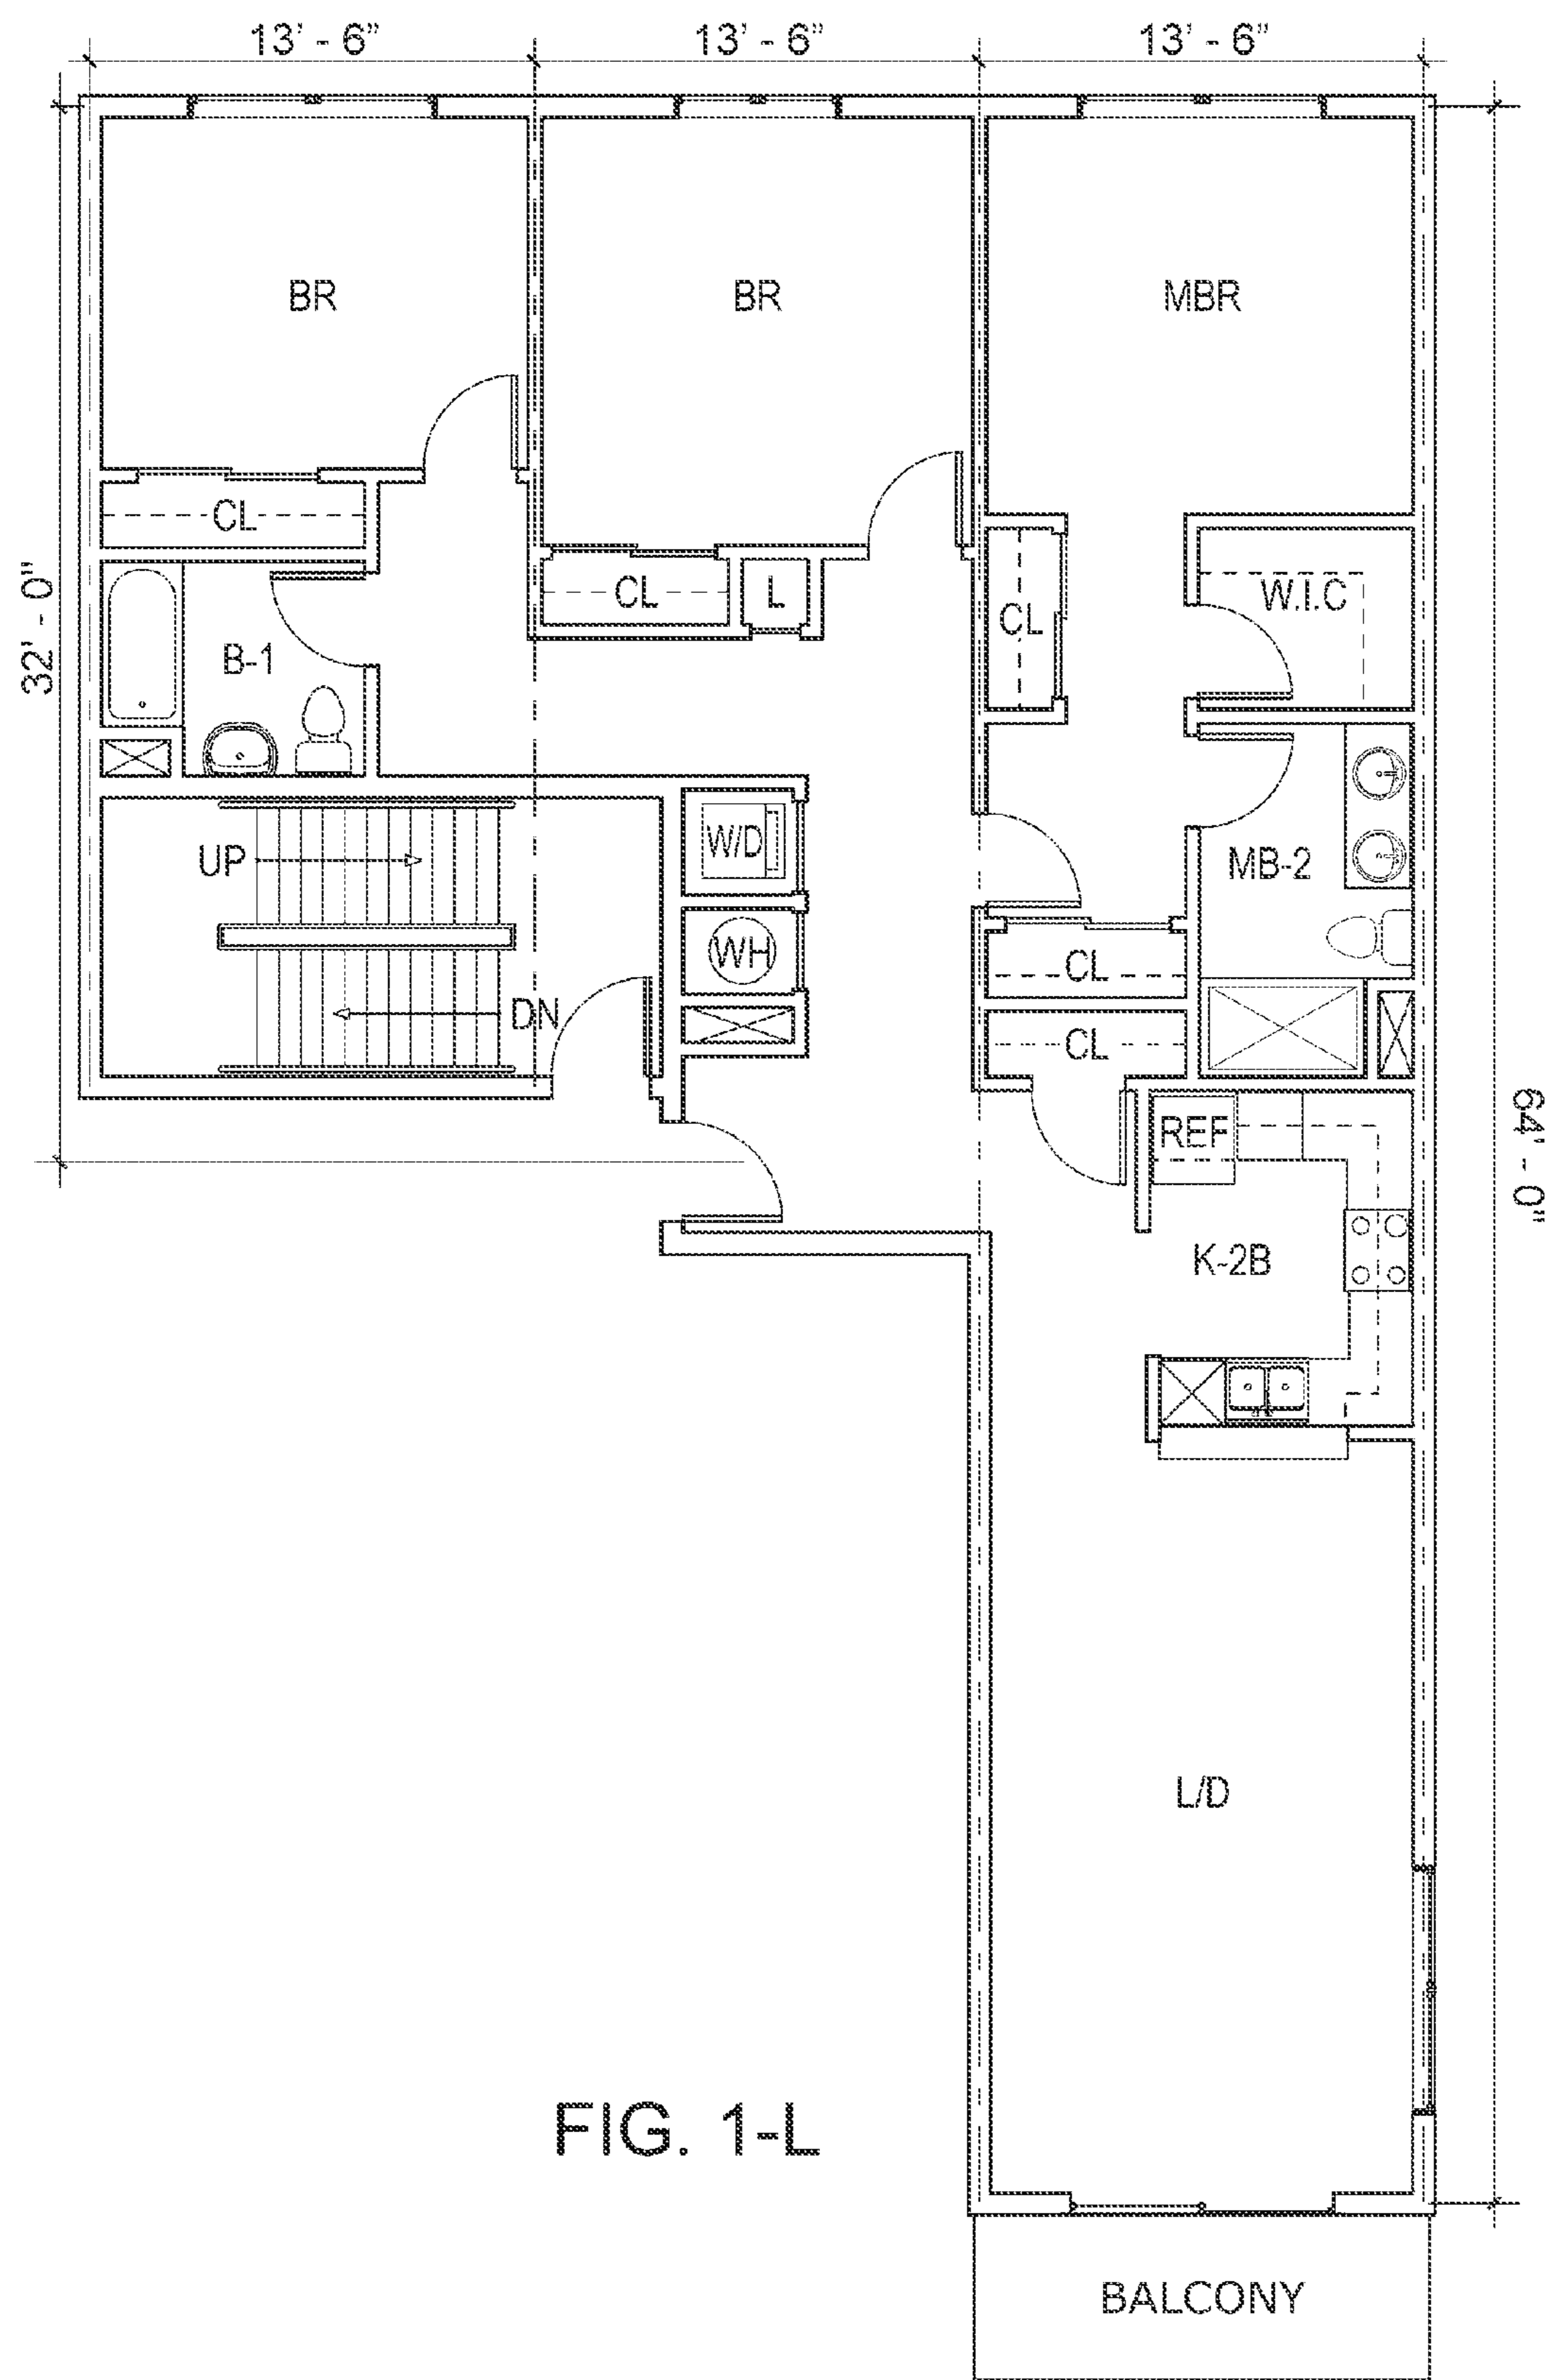 13' - 6" 13' - 6" 13' - 6"
BR BR MBR
CL
32' - 0"
CL L CL W.I.C
B-1
UP W/D MB-2
WH CL
DN CL
REF
64' - 0"
K-2B
L/D
FIG. 1-L
BALCONY